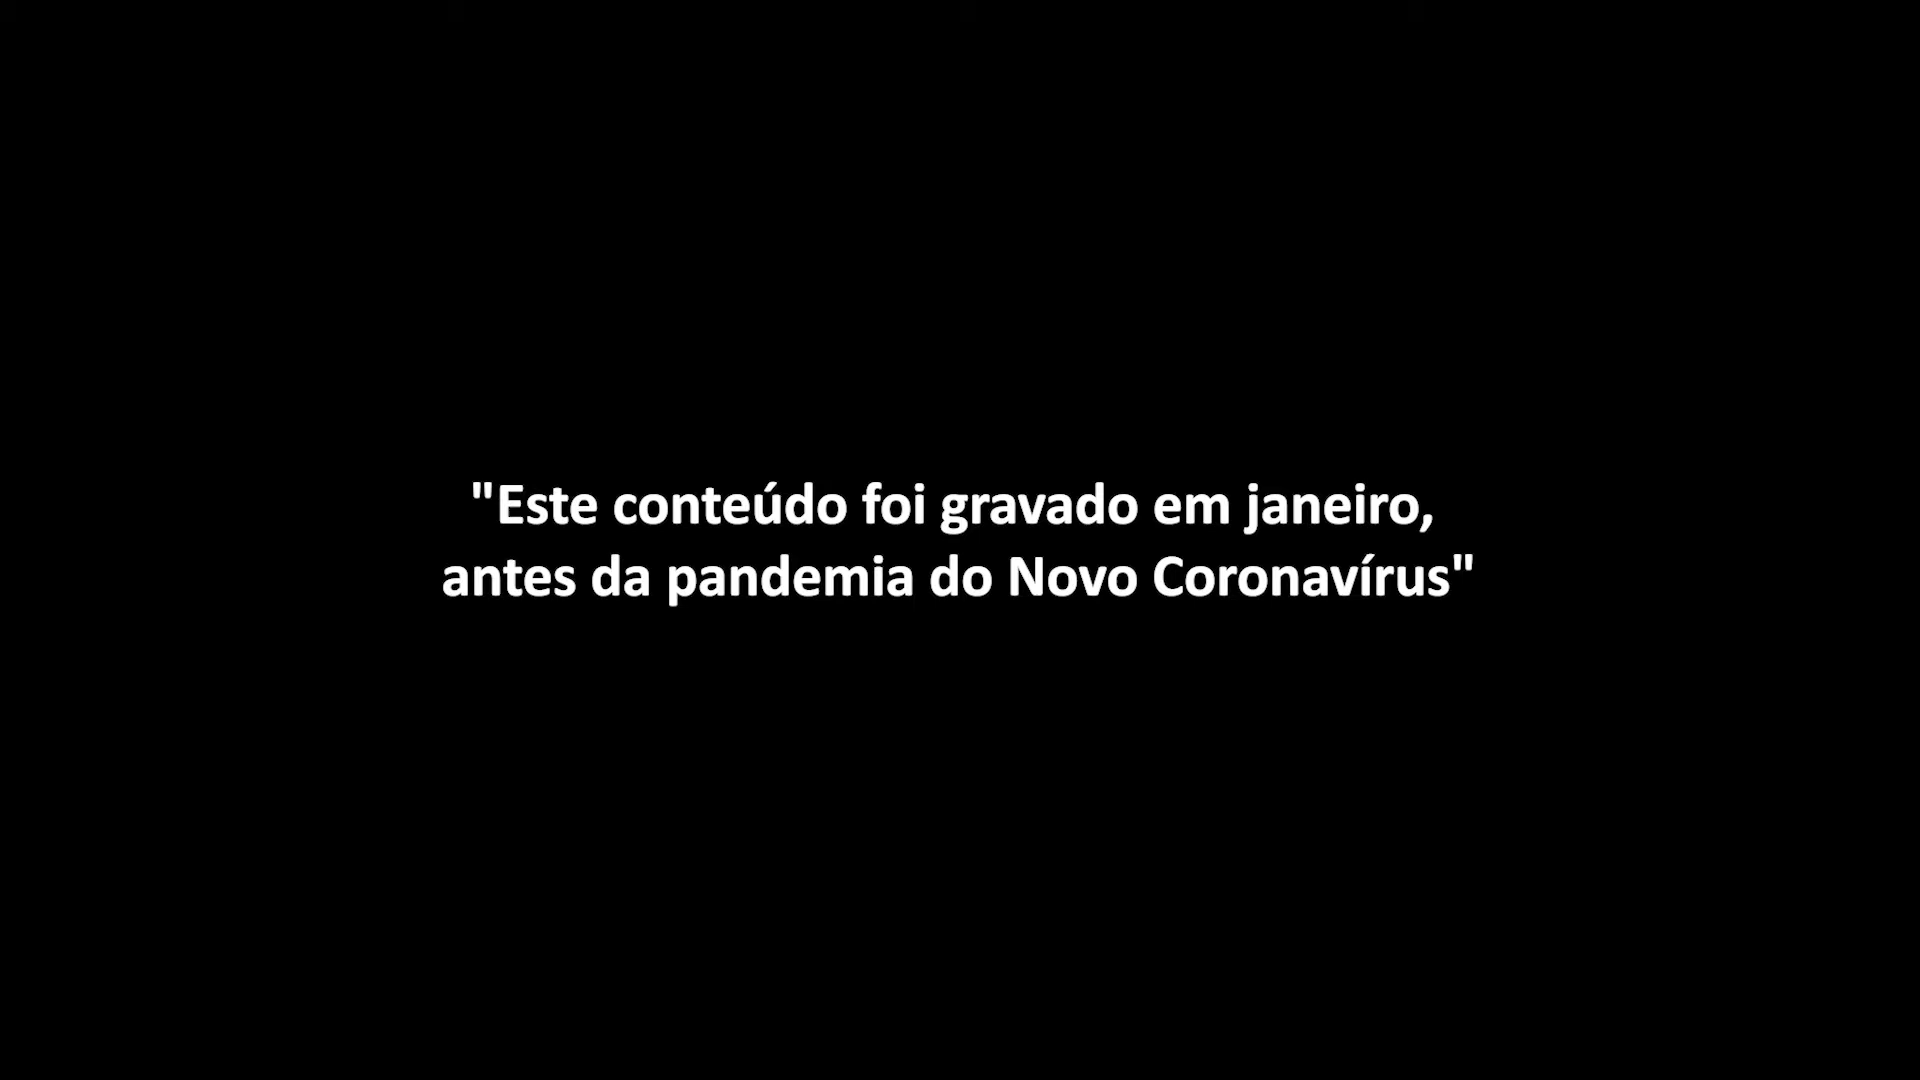 "Este conteúdo foi gravado em janeiro,
antes da pandemia do Novo Coronavírus"